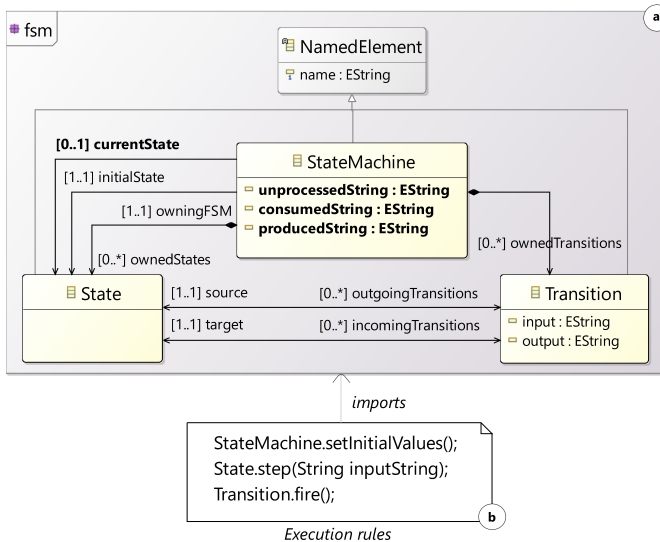 a
fsm
NamedElement
name : EString
[0..1] currentState
StateMachine
[1..1] initialState
unprocessedString : EString
consumedString : EString
producedString : EString
[1..1] owningFSM
[0..*] ownedStates
[0..*] ownedTransitions
State
[1..1] source
[0..*] outgoingTransitions
Transition
input : EString
output : EString
[1..1] target
[0..*] incomingTransitions
imports
StateMachine.setInitialValues();
State.step(String inputString);
Transition.fire();
b
Execution rules